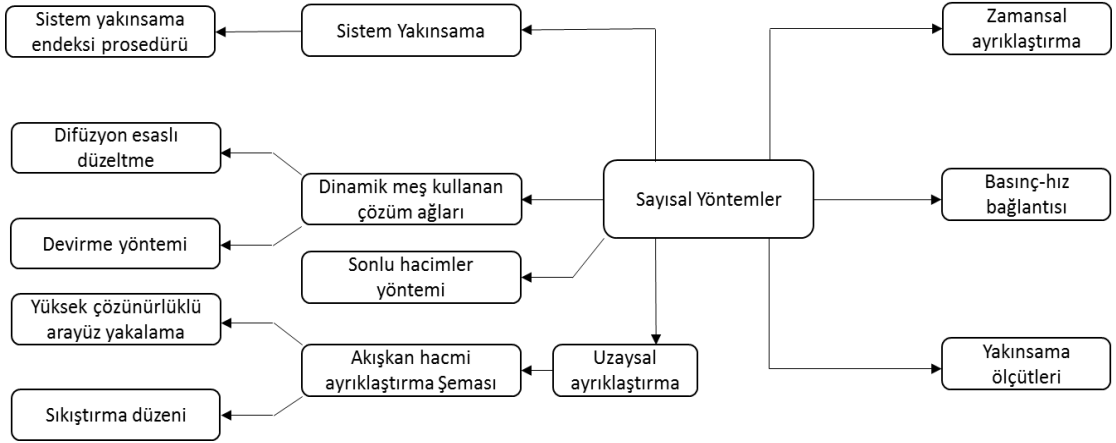 Sistem yakınsama
endeksi prosedürü
Sistem Yakınsama
Zamansal
ayrıklaştırma
Difüzyon esaslı
düzeltme
Dinamik meş kullanan
çözüm ağları
Sayısal Yöntemler
Basınç-hız
bağlantısı
Devirme yöntemi
Sonlu hacimler
yöntemi
Yüksek çözünürlüklü
arayüz yakalama
Akışkan hacmi
ayrıklaştırma Şeması
Uzaysal
ayrıklaştırma
Yakınsama
ölçütleri
Sıkıştırma düzeni